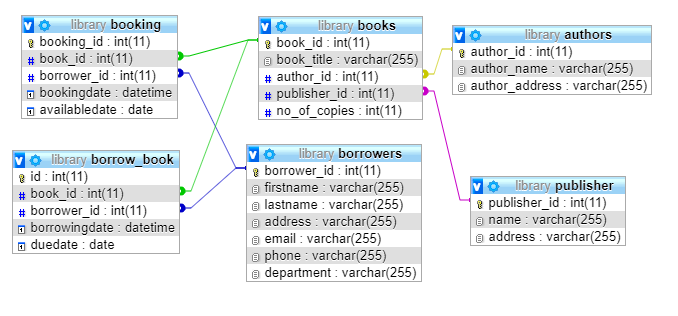 library booking
booking_id : int(11)
book_id : int(11)
borrower_id : int(11)
bookingdate : datetime
availabledate : date
library books
book_id : int(11)
book_title : varchar(255)
author_id : int(11)
publisher_id : int(11)
no_of_copies : int(11)
library authors
author_id : int(11)
author_name : varchar(255)
author_address : varchar(255)
library borrow_book
id : int(11)
book_id : int(11)
borrower_id : int(11)
borrowingdate : datetime
duedate : date
library borrowers
borrower_id : int(11)
firstname : varchar(255)
lastname : varchar(255)
address : varchar(255)
email : varchar(255)
phone : varchar(255)
department : varchar(255)
library publisher
publisher_id : int(11)
name : varchar(255)
address : varchar(255)